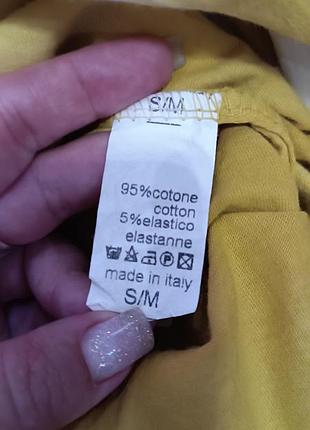 S/M
95%cotone
cotton
5%elastico
elastanne
made in italy
S/M